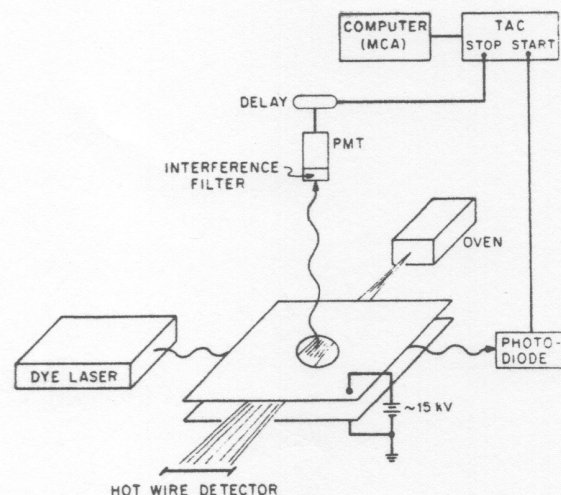 COMPUTER
(MCA)
TAC
STOP START
DELAY
PMT
INTERFERENCE
FILTER
OVEN
DYE LASER
PHOTO-
DIODE
~15 kV
HOT WIRE DETECTOR